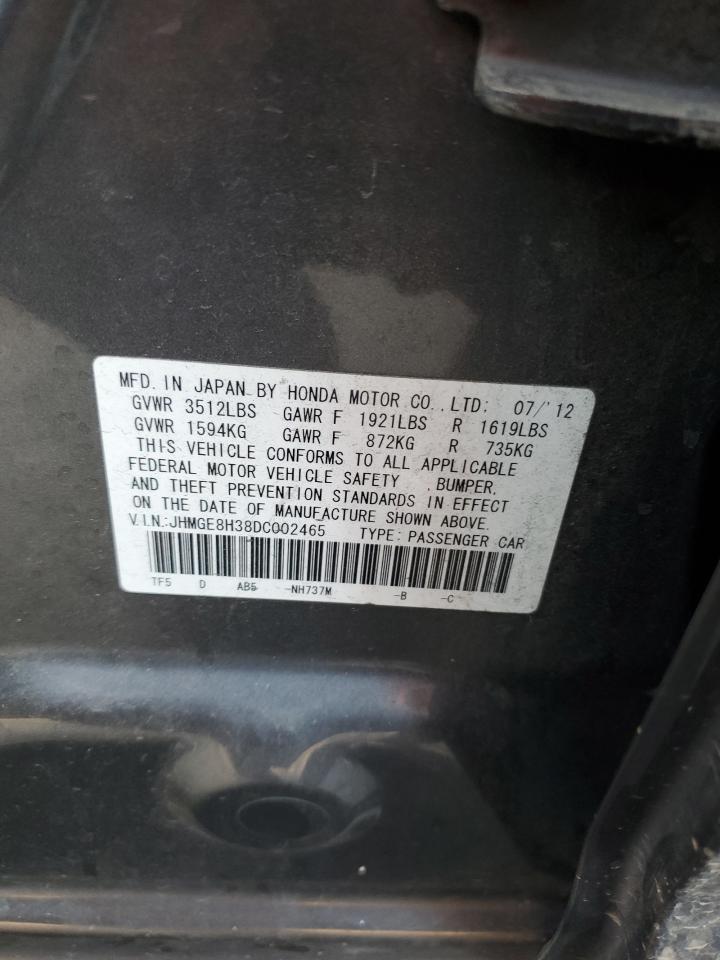 MFD. IN JAPAN BY HONDA MOTOR CO., LTD: 07/'12
GVWR 3512LBS GAWR F 1921LBS R 1619LBS
GVWR 1594KG GAWR F 872KG R 735KG
THIS VEHICLE CONFORMS TO ALL APPLICABLE
FEDERAL MOTOR VEHICLE SAFETY ,BUMPER,
AND THEFT PREVENTION STANDARDS IN EFFECT
ON THE DATE OF MANUFACTURE SHOWN ABOVE.
V.I.N.:JHMGE8H38DC002465 TYPE: PASSENGER CAR
TF5 D AB5 -NH737M -B -C